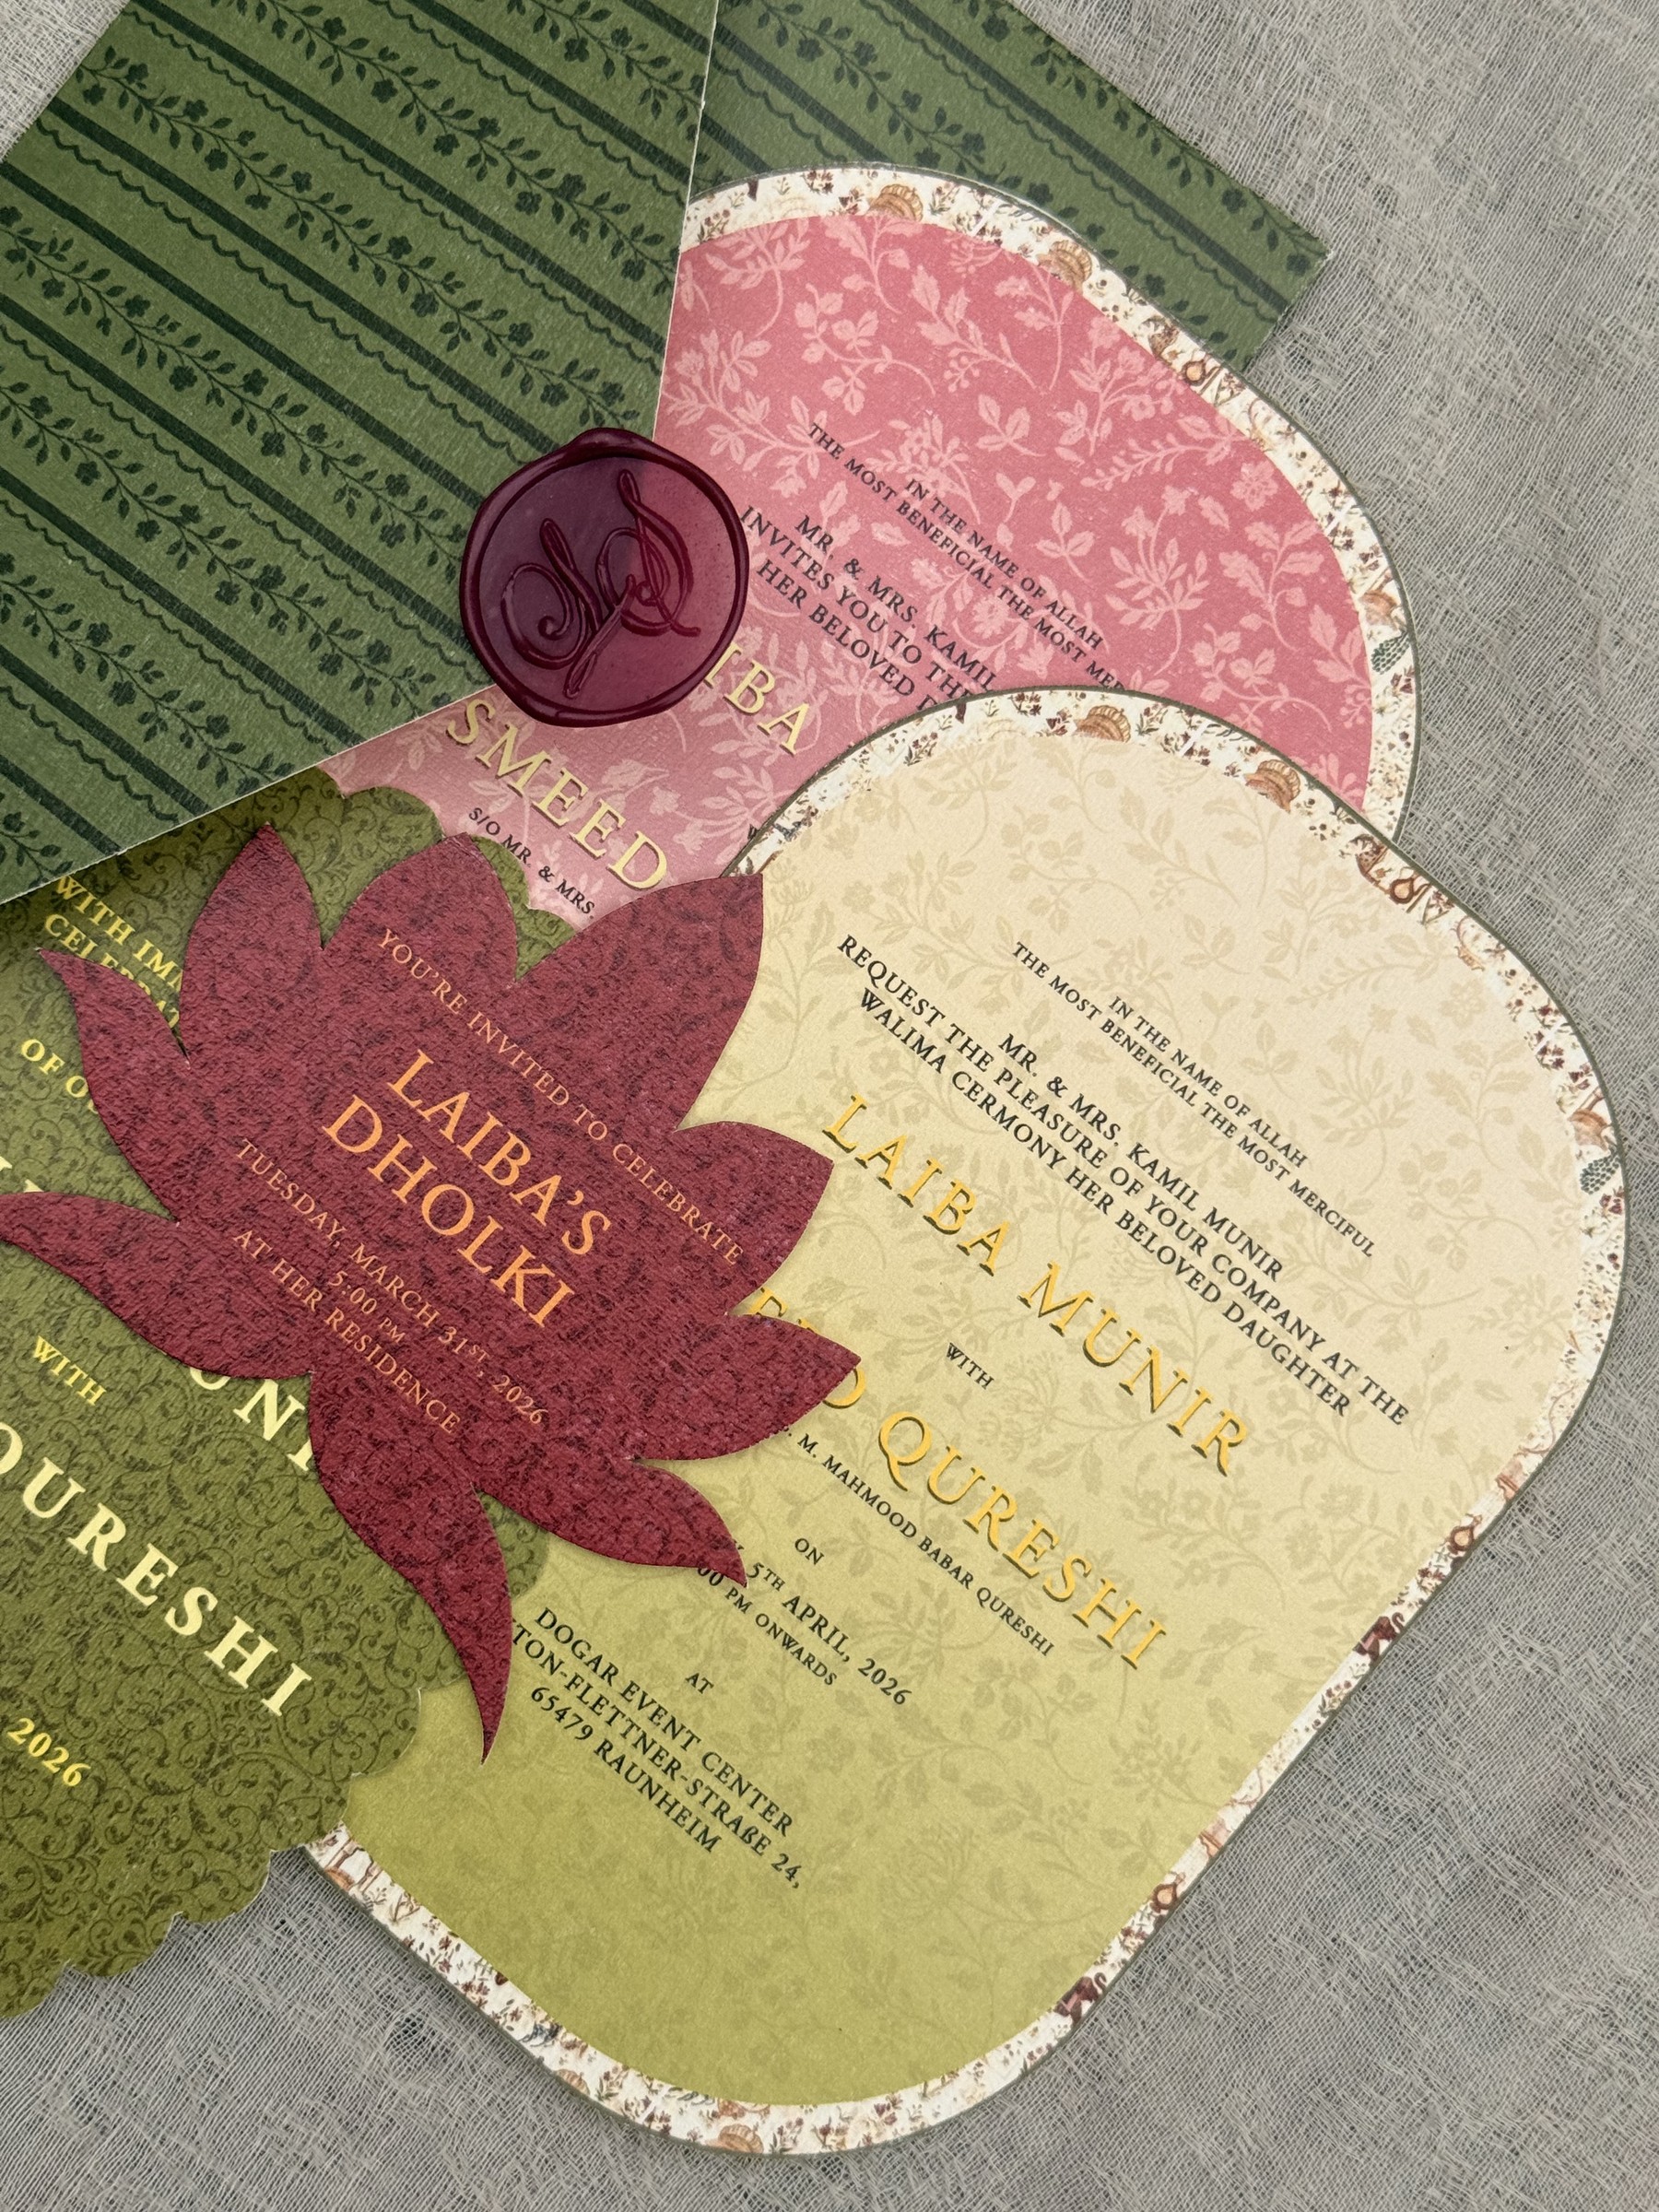 IN THE NAME OF ALLAH
THE MOST BENEFICIAL THE MOST
MR. & MRS. KAMIL
INVITES YOU TO THE
HER BELOVED
SMEED
S/O MR. & MRS.
IN THE NAME OF ALLAH
THE MOST BENEFICIAL THE MOST MERCIFUL
MR. & MRS. KAMIL MUNIR
REQUEST THE PLEASURE OF YOUR COMPANY AT THE
WALIMA CERMONY HER BELOVED DAUGHTER
LAIBA MUNIR
WITH
QURESHI
M. MAHMOOD BABAR QURESHI
ON
5TH APRIL, 2026
PM ONWARDS
AT
DOGAR EVENT CENTER
TON-FLETTNER-STRAßE 24,
65479 RAUNHEIM
YOU'RE INVITED TO CELEBRATE
LAIBA'S
DHOLKI
TUESDAY, MARCH 31ST, 2026
5:00 PM
AT HER RESIDENCE
WITH
OF
WITH
QURESHI
2026